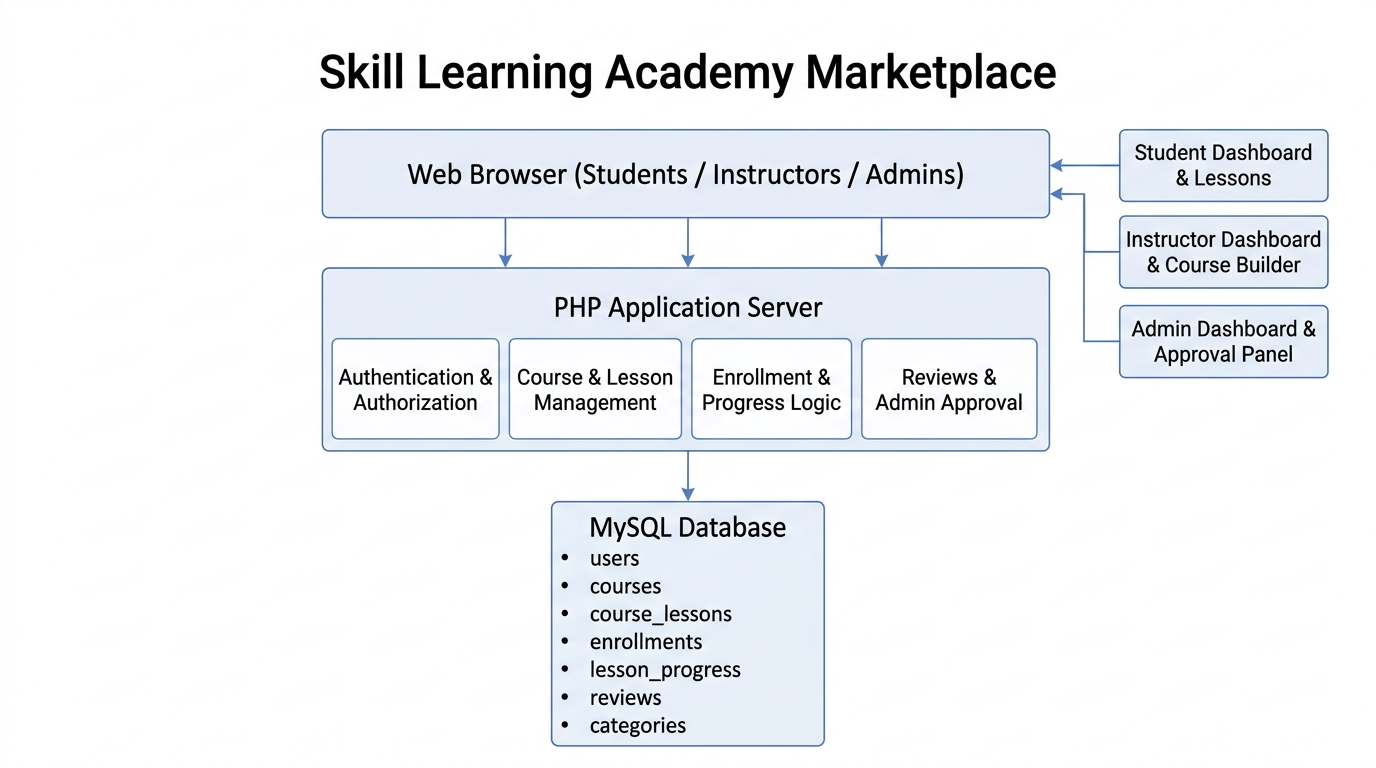 Skill Learning Academy Marketplace
Web Browser (Students / Instructors / Admins)
Student Dashboard
& Lessons
Instructor Dashboard
& Course Builder
Admin Dashboard &
Approval Panel
PHP Application Server
Authentication &
Authorization
Course & Lesson
Management
Enrollment &
Progress Logic
Reviews &
Admin Approval
MySQL Database
• users
• courses
• course_lessons
• enrollments
• lesson_progress
• reviews
• categories